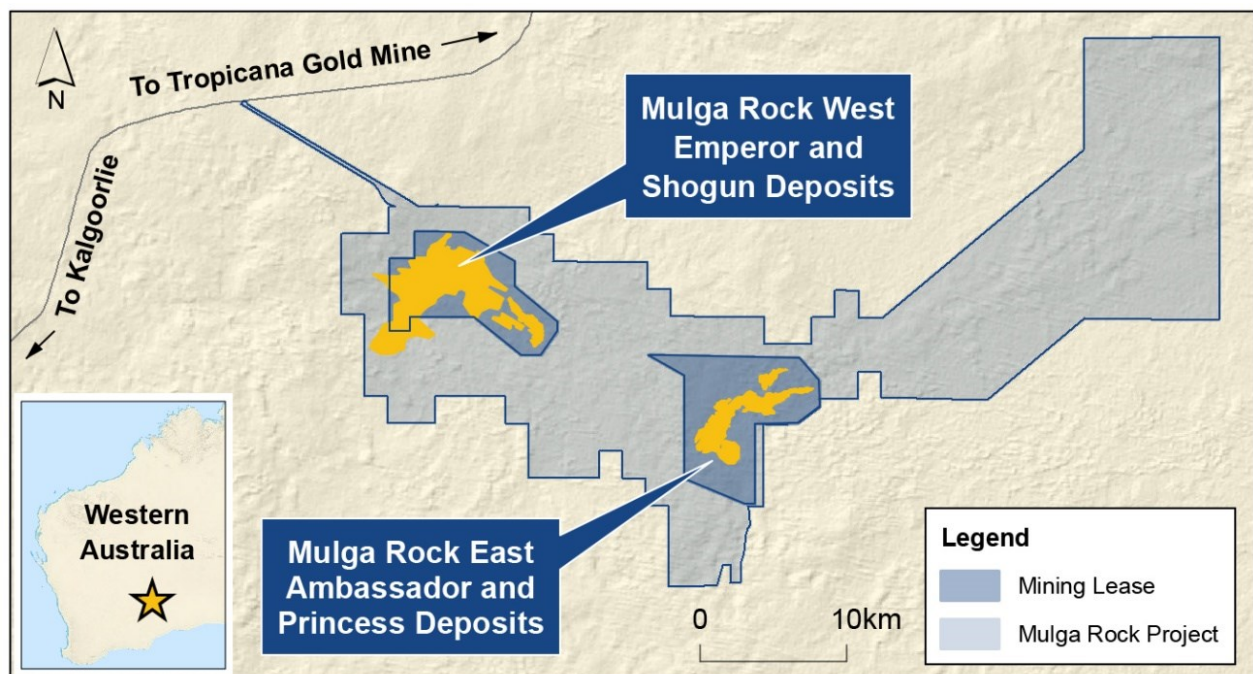 To Tropicana Gold Mine
N
Mulga Rock West
Emperor and
Shogun Deposits
To Kalgoorlie
Western
Australia
Mulga Rock East
Ambassador and
Princess Deposits
0 10km
Legend
Mining Lease
Mulga Rock Project